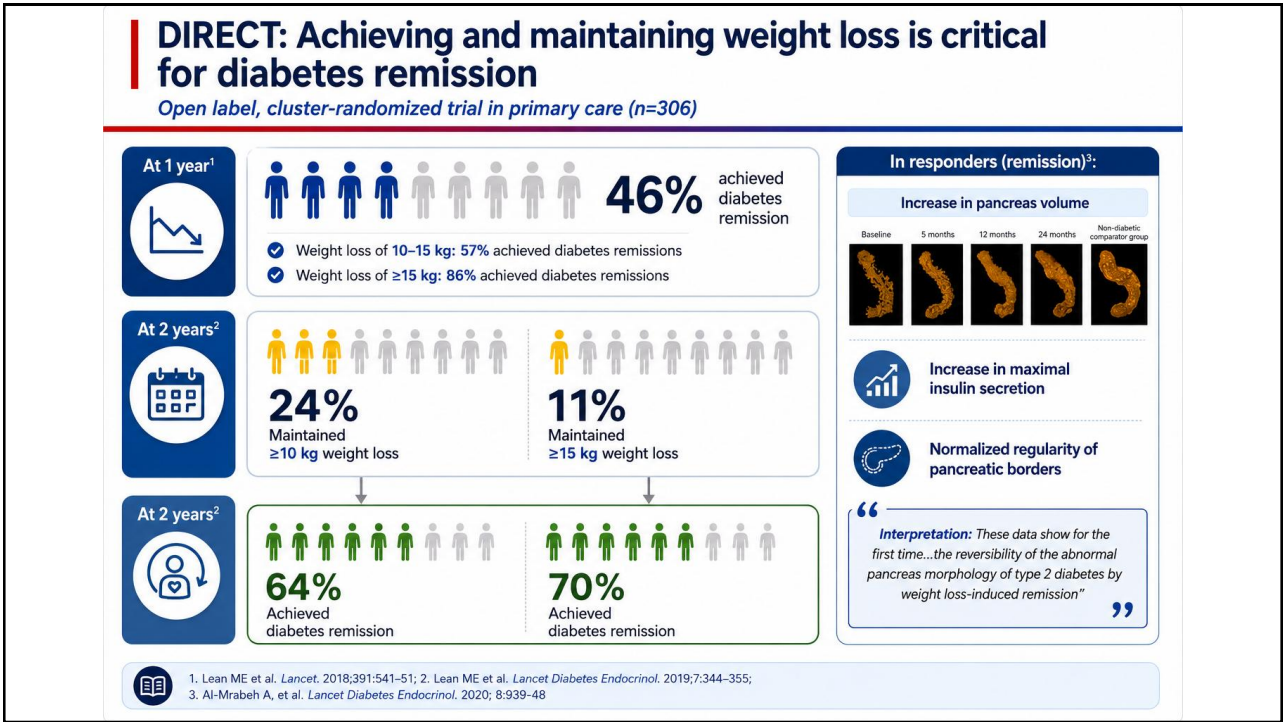 DIRECT: Achieving and maintaining weight loss is critical
for diabetes remission
Open label, cluster-randomized trial in primary care (n=306)
At 1 year¹
46%
achieved
diabetes
remission
Weight loss of 10–15 kg: 57% achieved diabetes remissions
Weight loss of ≥15 kg: 86% achieved diabetes remissions
At 2 years²
24%
Maintained
≥10 kg weight loss
11%
Maintained
≥15 kg weight loss
At 2 years²
64%
Achieved
diabetes remission
70%
Achieved
diabetes remission
In responders (remission)³:
Increase in pancreas volume
Baseline
5 months
12 months
24 months
Non-diabetic
comparator group
Increase in maximal
insulin secretion
Normalized regularity of
pancreatic borders
“
Interpretation: These data show for the
first time...the reversibility of the abnormal
pancreas morphology of type 2 diabetes by
weight loss-induced remission”
”
1. Lean ME et al. Lancet. 2018;391:541–51; 2. Lean ME et al. Lancet Diabetes Endocrinol. 2019;7:344–355;
3. Al-Mrabeh A, et al. Lancet Diabetes Endocrinol. 2020; 8:939-48